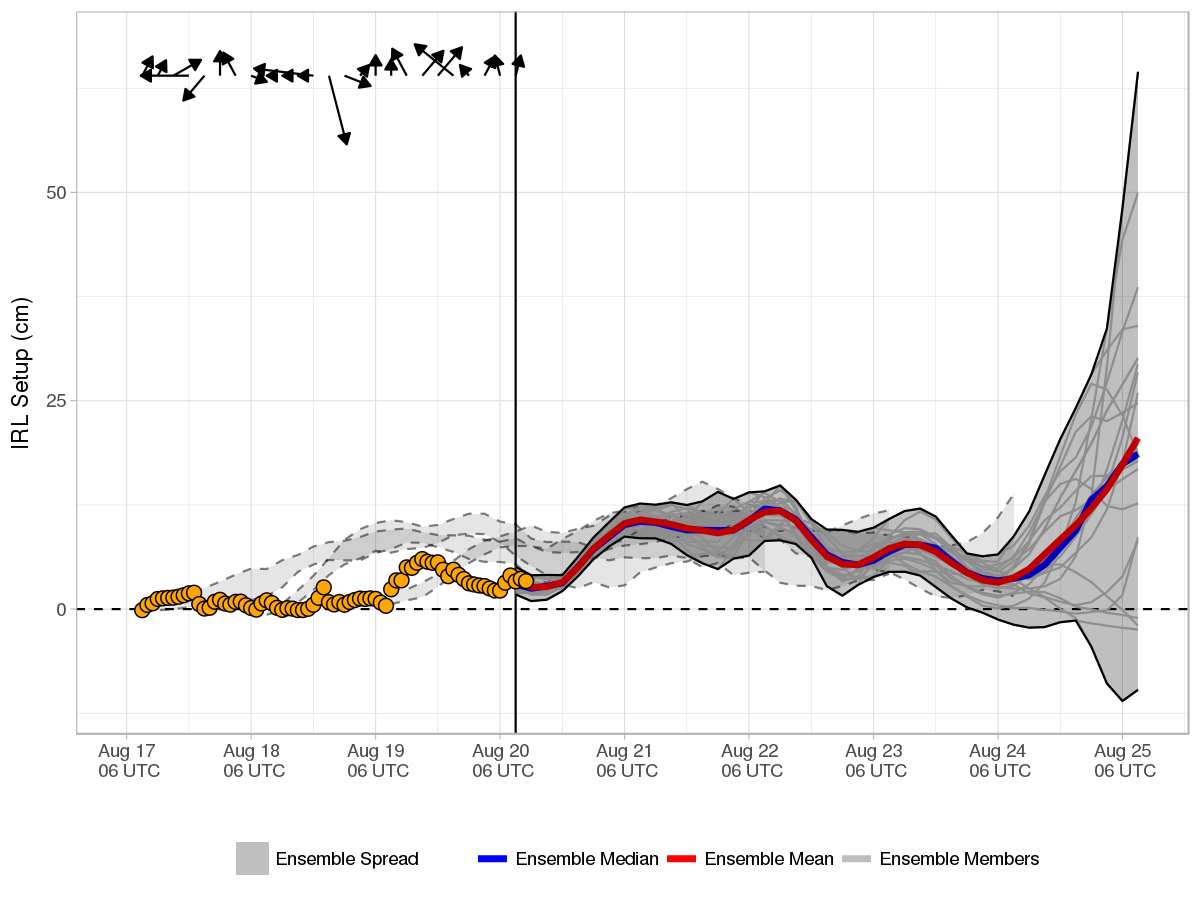 IRL Setup (cm)
50
25
0
Aug 17 Aug 18 Aug 19 Aug 20 Aug 21 Aug 22 Aug 23 Aug 24 Aug 25
06 UTC 06 UTC 06 UTC 06 UTC 06 UTC 06 UTC 06 UTC 06 UTC 06 UTC
Ensemble Spread Ensemble Median Ensemble Mean Ensemble Members